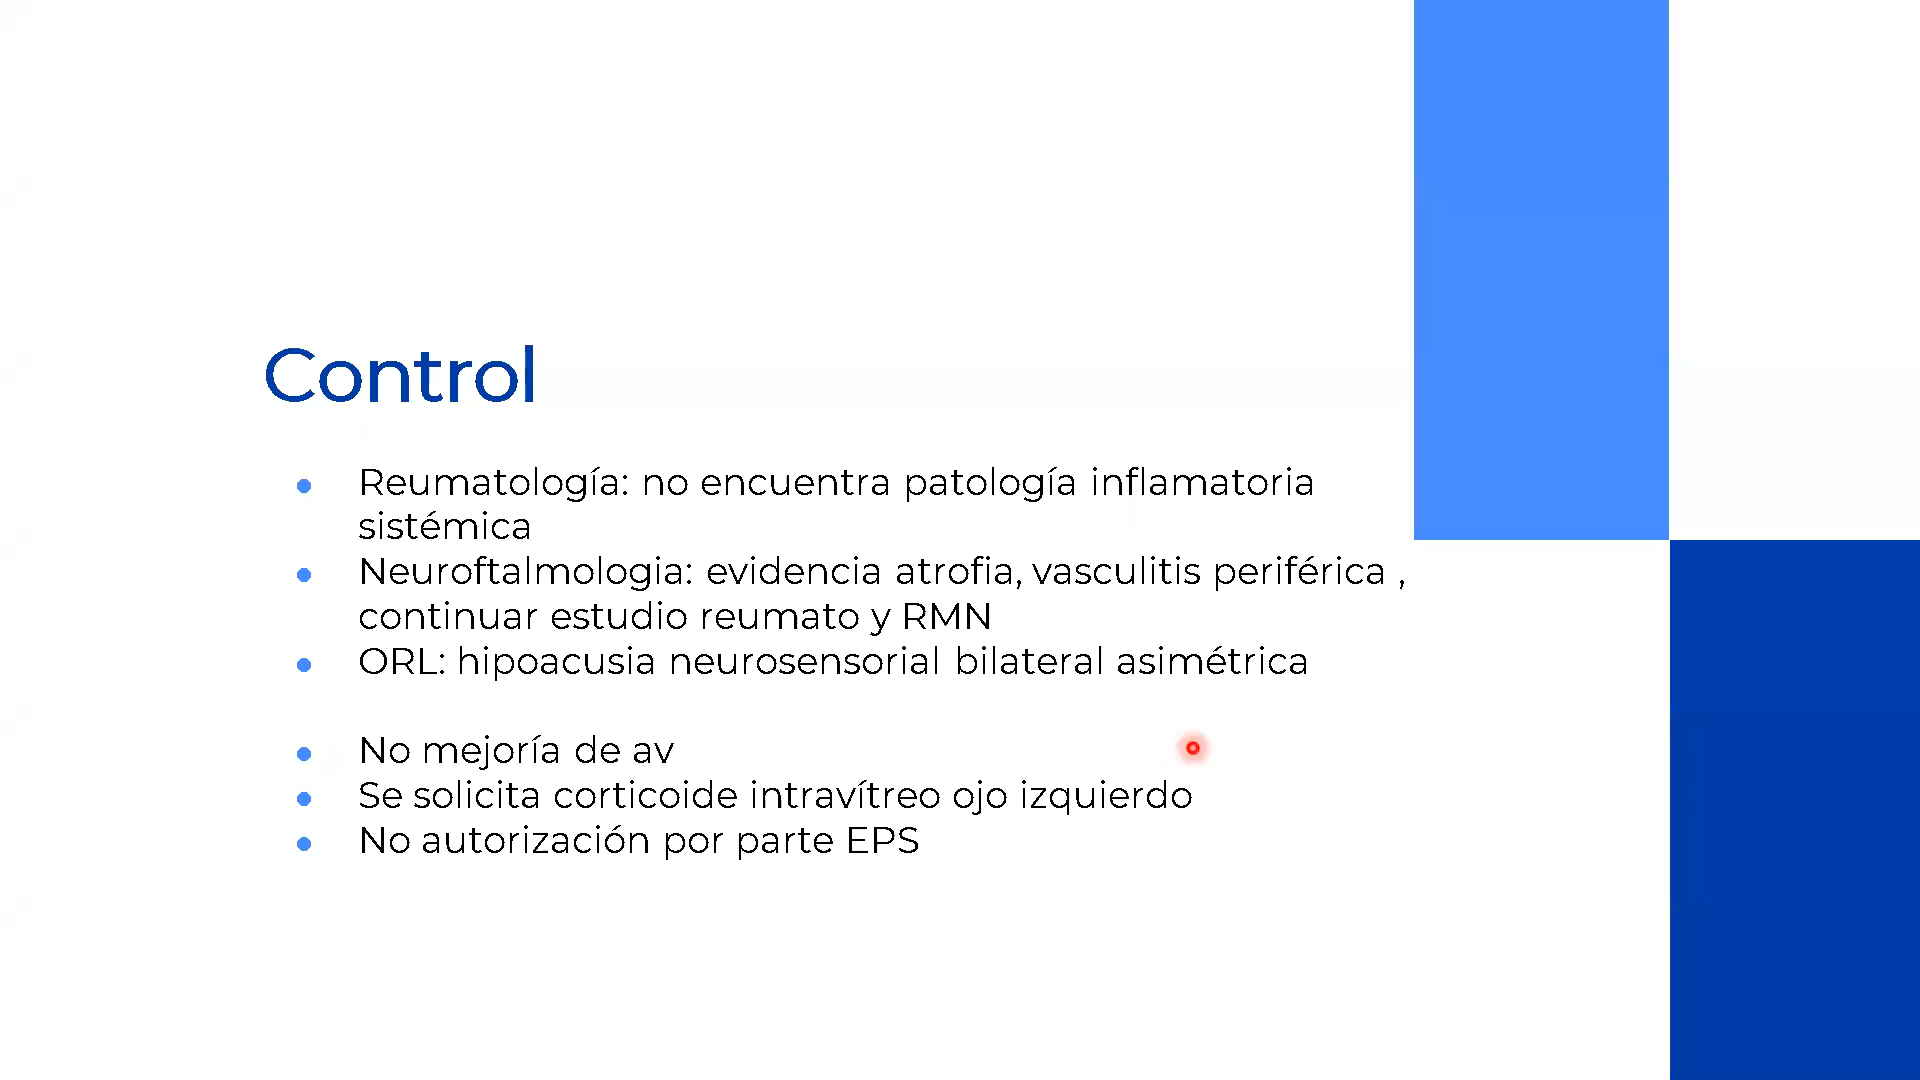 Control
● Reumatología: no encuentra patología inflamatoria
sistémica
● Neuroftalmologia: evidencia atrofia, vasculitis periférica ,
continuar estudio reumato y RMN
● ORL: hipoacusia neurosensorial bilateral asimétrica
● No mejoría de av
● Se solicita corticoide intravítreo ojo izquierdo
● No autorización por parte EPS